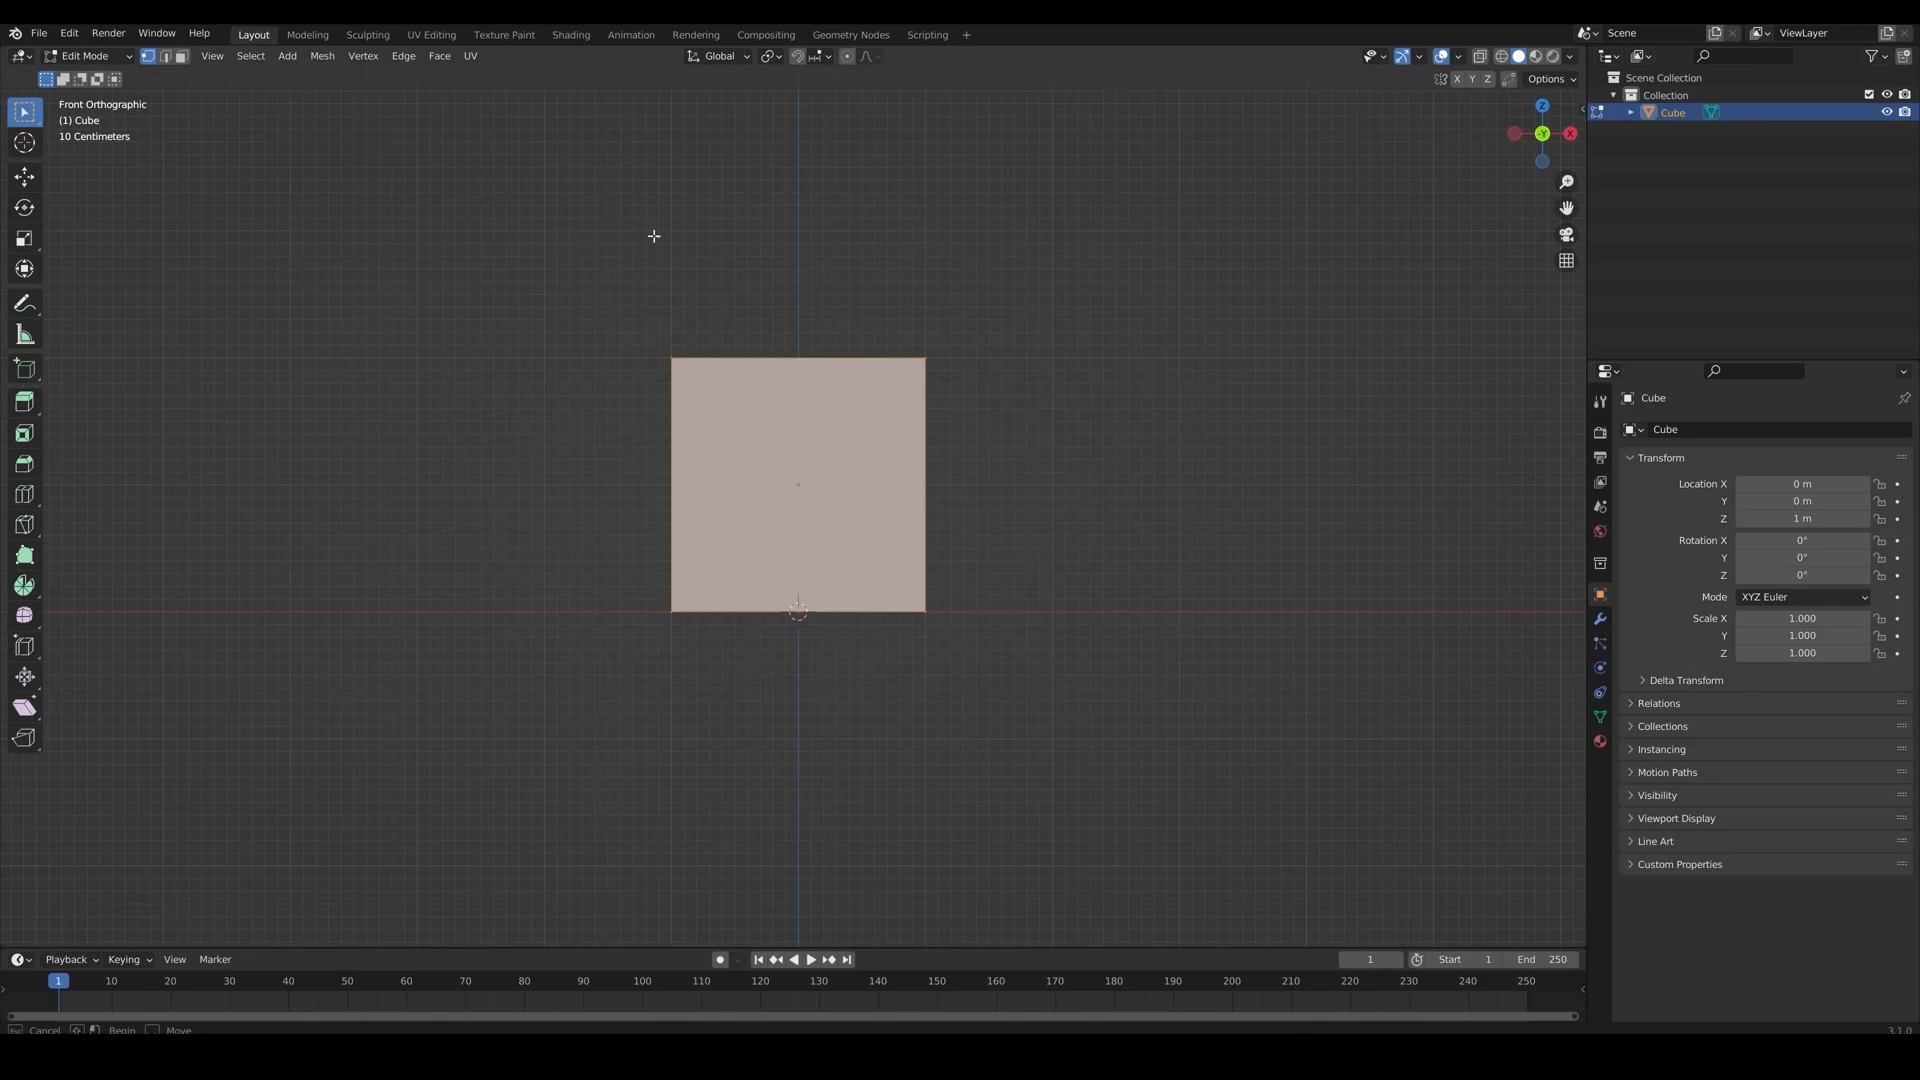 File Edit Render Window Help Layout Modeling Sculpting UV Editing Texture Paint Shading Animation Rendering Compositing Geometry Nodes Scripting + Scene ViewLayer
Edit Mode View Select Add Mesh Vertex Edge Face UV Global
X Y Z Options
Scene Collection
Collection
Cube
Front Orthographic
(1) Cube
10 Centimeters
Z
-Y
X
Cube
Cube
Transform
Location X 0 m
Y 0 m
Z 1 m
Rotation X 0°
Y 0°
Z 0°
Mode XYZ Euler
Scale X 1.000
Y 1.000
Z 1.000
Delta Transform
Relations
Collections
Instancing
Motion Paths
Visibility
Viewport Display
Line Art
Custom Properties
Playback Keying View Marker 1 Start 1 End 250
1 10 20 30 40 50 60 70 80 90 100 110 120 130 140 150 160 170 180 190 200 210 220 230 240 250
Esc Cancel Begin Move 3.1.0